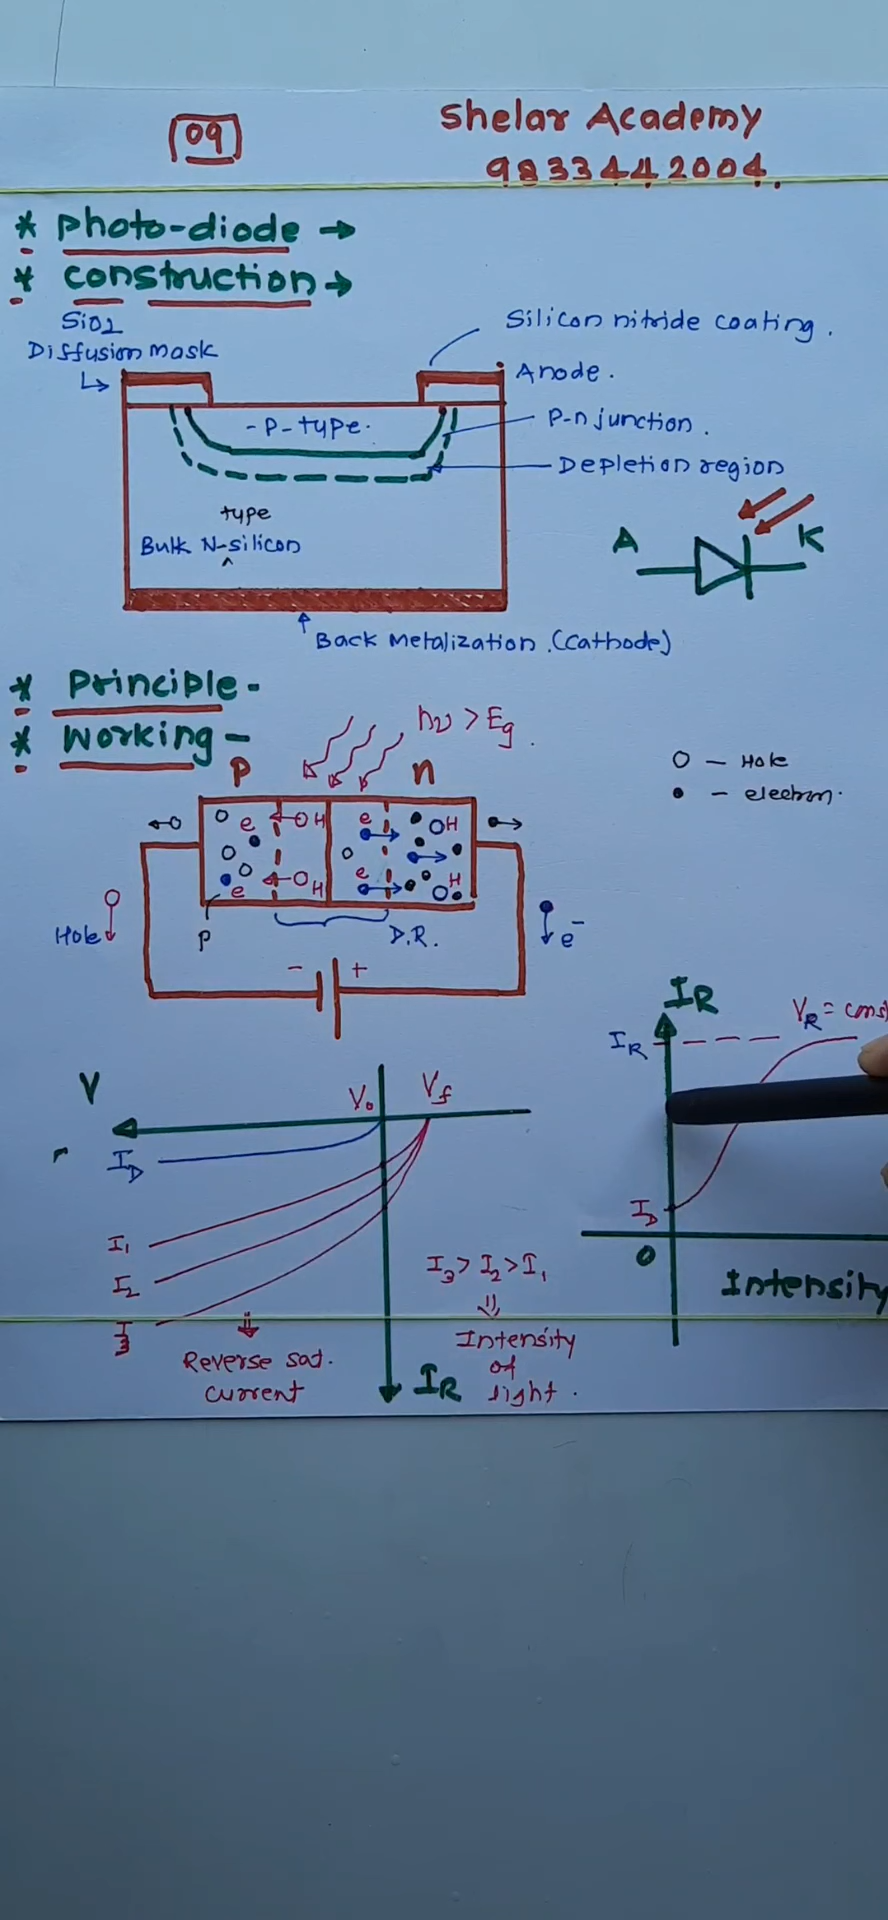 09
Shelar Academy
9833442004.
* Photo-diode →
* construction →
SiO2
Diffusion mask
Silicon nitride coating.
Anode.
- P-type.
P-n junction.
Depletion region
type
Bulk N-silicon
A K
Back Metalization.(Cathode)
* Principle-
* Working-
hν > Eg.
P n
O - Hole
● - electron.
e OH e OH
e OH e H
Hole P D.R. e⁻
- +
IR
IR VR = cons
V
V₀ Vf
ID
I₁
I₂
I₃
ID
O
Intensity
I₃ > I₂ > I₁
⇓
Intensity
of
light.
⇓
Reverse sat.
current
IR